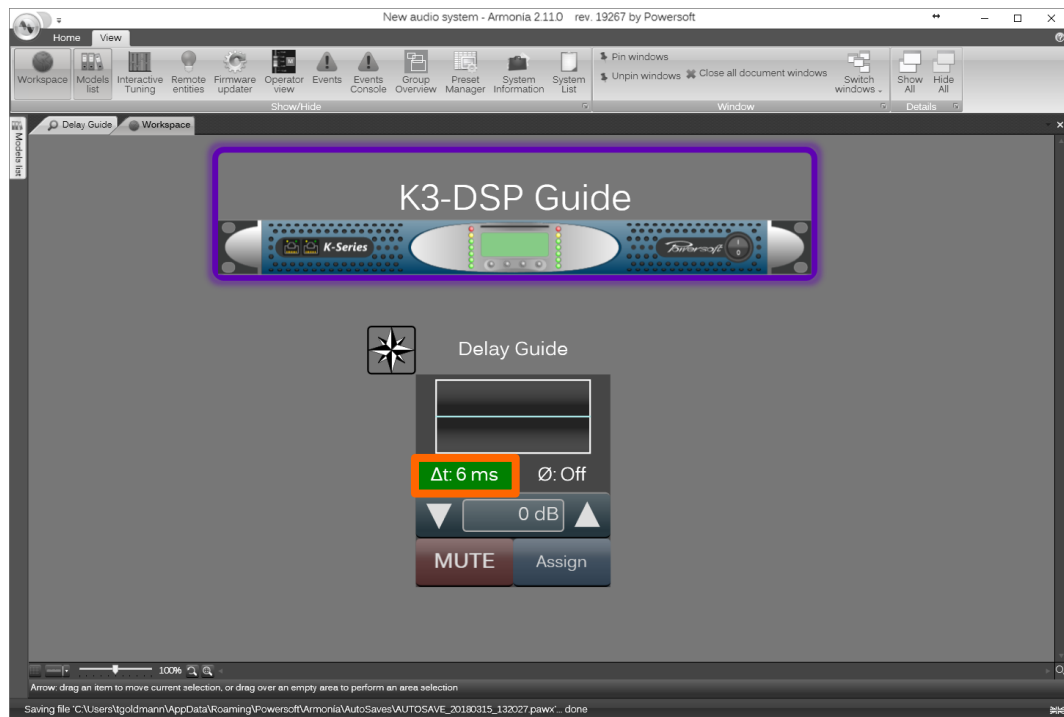 New audio system - Armonía 2.11.0 rev. 19267 by Powersoft
Home View
Workspace
Models list
Interactive Tuning
Remote entities
Firmware updater
Operator view
Events
Events Console
Group Overview
Preset Manager
System Information
System List
Show/Hide
Pin windows
Unpin windows
Close all document windows
Switch windows
Window
Show All
Hide All
Details
Models list
Delay Guide
Workspace
K3-DSP Guide
K-Series
Powersoft
Delay Guide
Δt: 6 ms
Ø: Off
0 dB
MUTE
Assign
100%
Arrow: drag an item to move current selection, or drag over an empty area to perform an area selection
Saving file 'C:\Users\tgoldmann\AppData\Roaming\Powersoft\Armonía\AutoSaves\AUTOSAVE_20180315_132027.pawx'... done